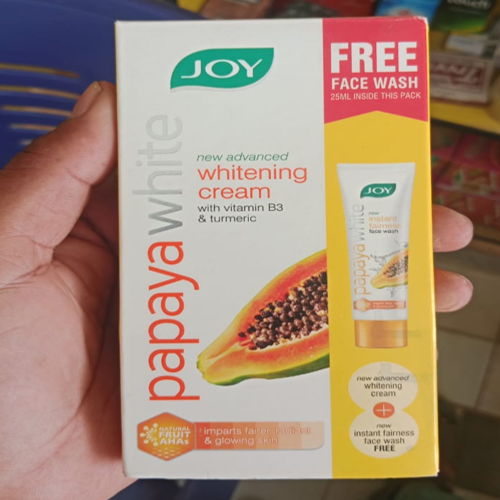 JOY
papaya white
new advanced
whitening
cream
with vitamin B3
& turmeric
NATURAL
FRUIT
AHAs
imparts fairer, radiant
& glowing skin
FREE
FACE WASH
25ML INSIDE THIS PACK
JOY
papaya white
new
instant fairness
face wash
new advanced
whitening
cream
+
new
instant fairness
face wash
FREE